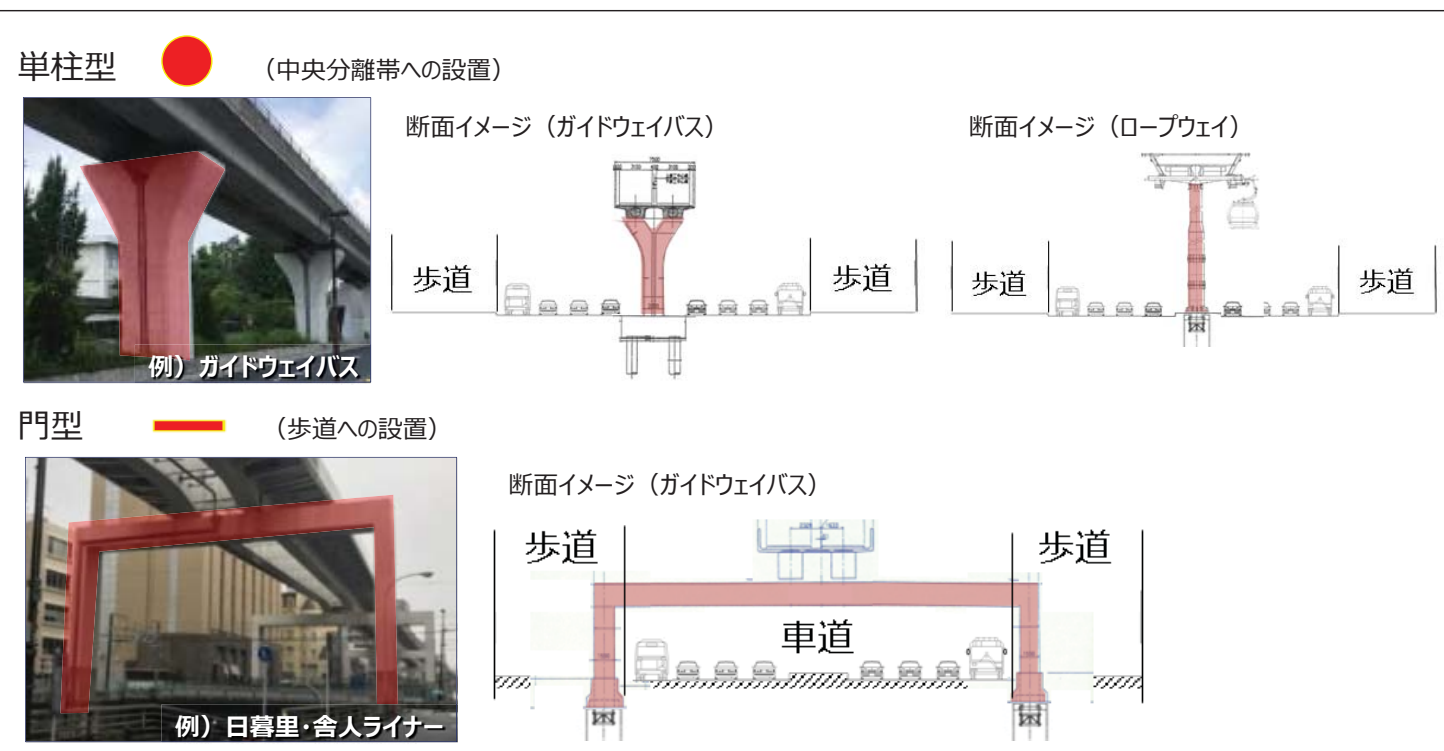 単柱型 （中央分離帯への設置）
例）ガイドウェイバス
断面イメージ（ガイドウェイバス）
歩道
歩道
断面イメージ（ロープウェイ）
歩道
歩道
門型 （歩道への設置）
例）日暮里・舎人ライナー
断面イメージ（ガイドウェイバス）
歩道
歩道
車道